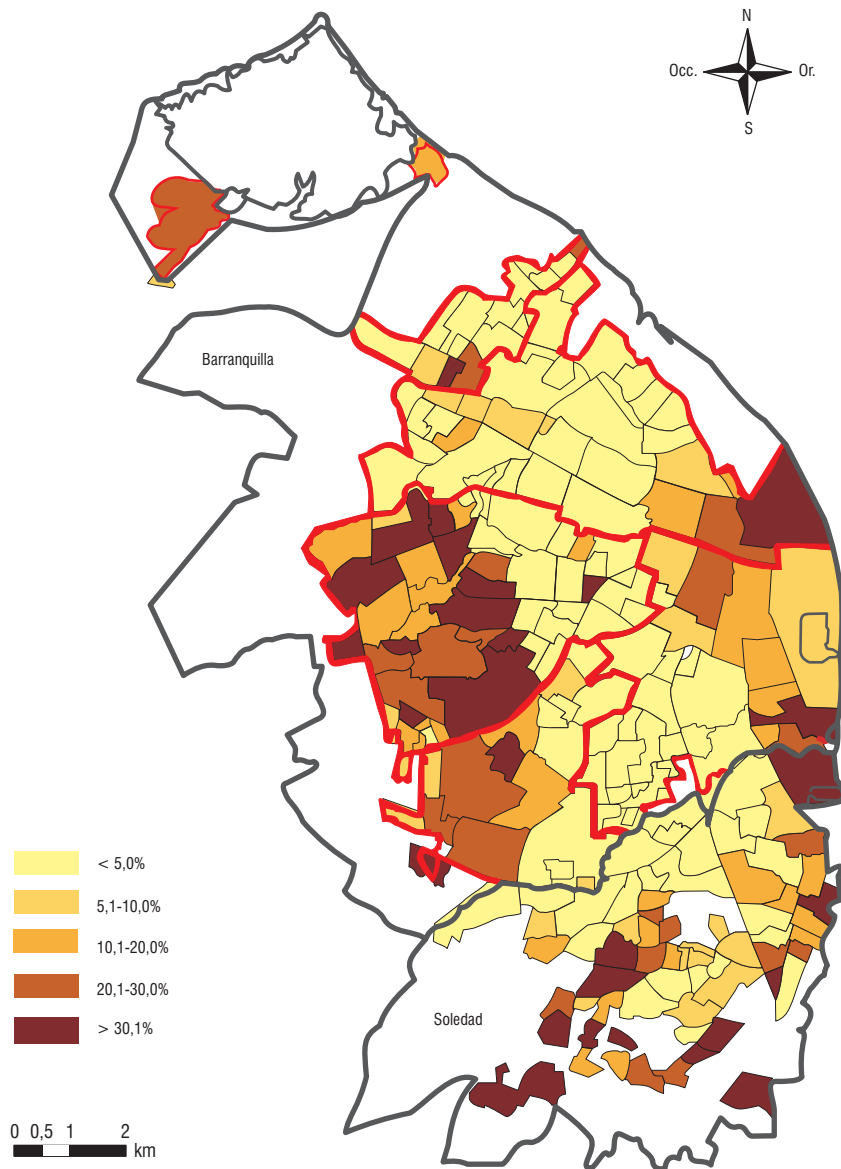 N
Occ. Or.
S
Barranquilla
< 5,0%
5,1-10,0%
10,1-20,0%
20,1-30,0%
> 30,1%
Soledad
0 0,5 1 2
km